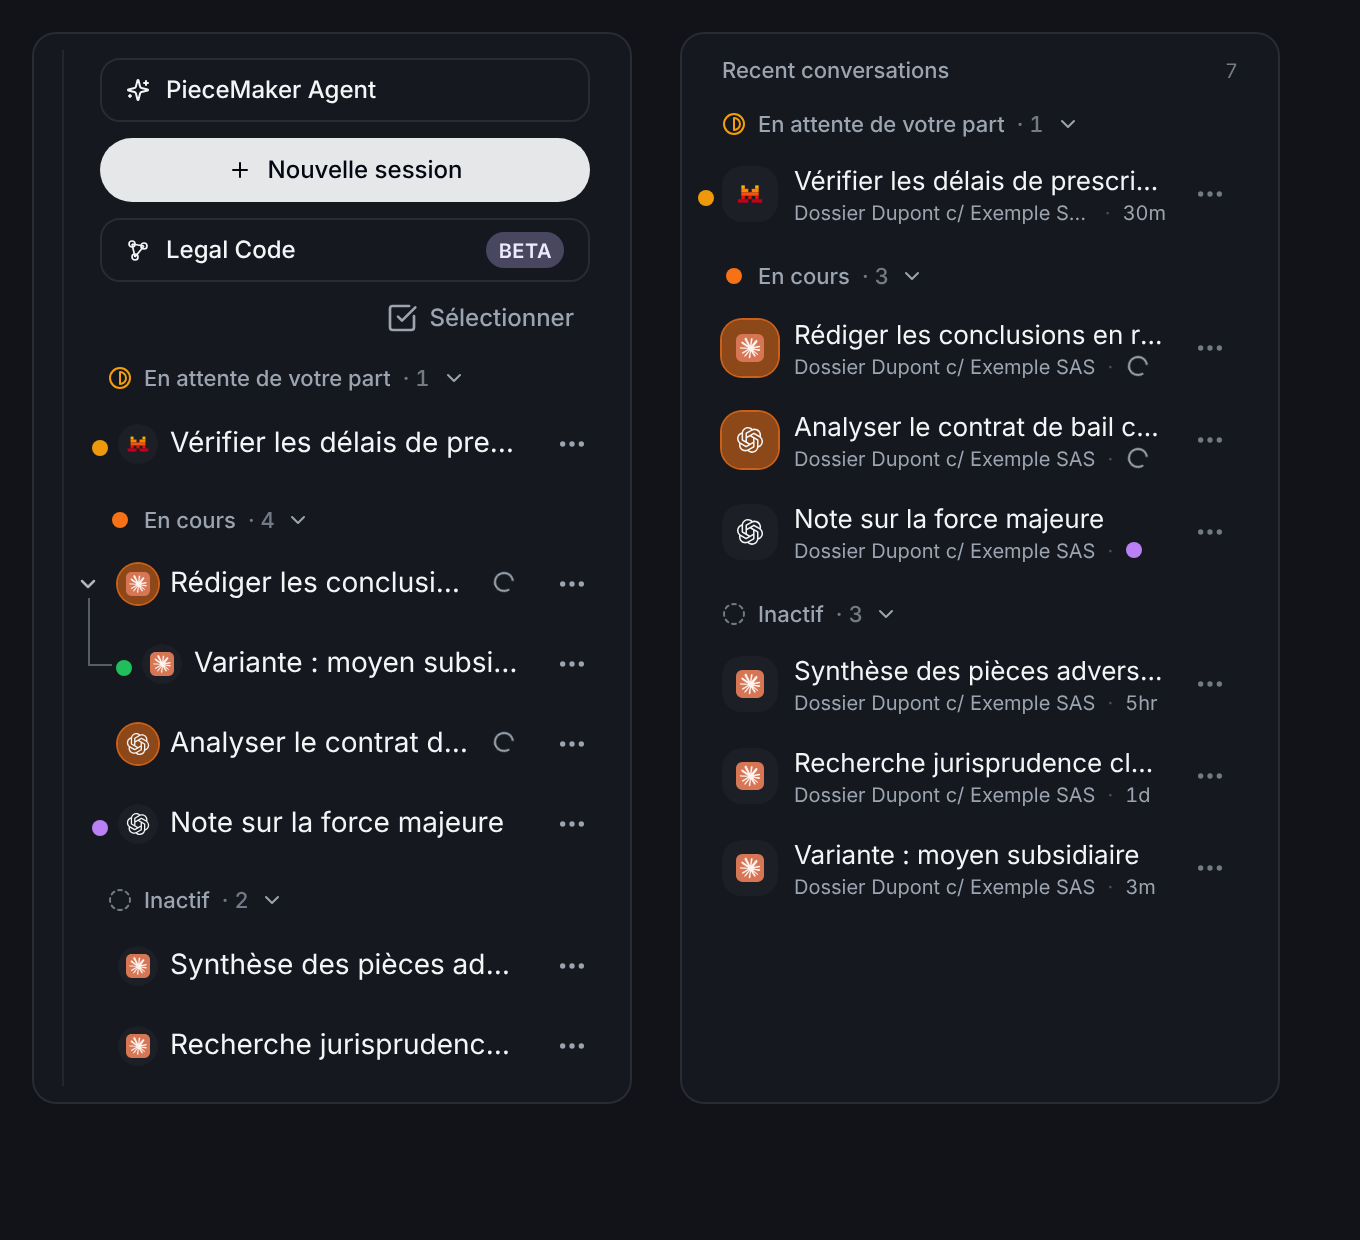 PieceMaker Agent
Nouvelle session
Legal Code BETA
Sélectionner
En attente de votre part · 1
Vérifier les délais de pre...
En cours · 4
Rédiger les conclusi...
Variante : moyen subsi...
Analyser le contrat d...
Note sur la force majeure
Inactif · 2
Synthèse des pièces ad...
Recherche jurisprudenc...
Recent conversations 7
En attente de votre part · 1
Vérifier les délais de prescri...
Dossier Dupont c/ Exemple S... · 30m
En cours · 3
Rédiger les conclusions en r...
Dossier Dupont c/ Exemple SAS ·
Analyser le contrat de bail c...
Dossier Dupont c/ Exemple SAS ·
Note sur la force majeure
Dossier Dupont c/ Exemple SAS ·
Inactif · 3
Synthèse des pièces advers...
Dossier Dupont c/ Exemple SAS · 5hr
Recherche jurisprudence cl...
Dossier Dupont c/ Exemple SAS · 1d
Variante : moyen subsidiaire
Dossier Dupont c/ Exemple SAS · 3m